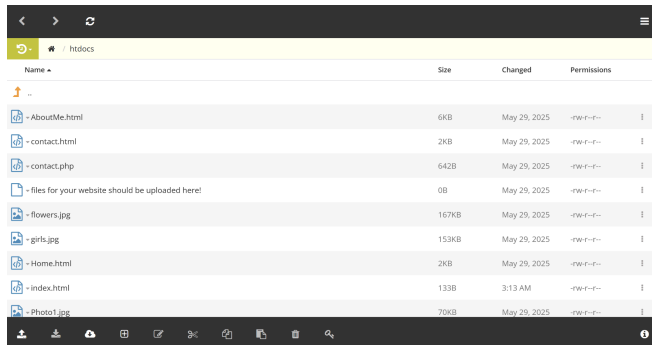 / htdocs
Name Size Changed Permissions
..
AboutMe.html 6KB May 29, 2025 -rw-r--r--
contact.html 2KB May 29, 2025 -rw-r--r--
contact.php 642B May 29, 2025 -rw-r--r--
files for your website should be uploaded here! 0B May 29, 2025 -rw-r--r--
flowers.jpg 167KB May 29, 2025 -rw-r--r--
girls.jpg 153KB May 29, 2025 -rw-r--r--
Home.html 2KB May 29, 2025 -rw-r--r--
index.html 133B 3:13 AM -rw-r--r--
Photo1.jpg 70KB May 29, 2025 -rw-r--r--